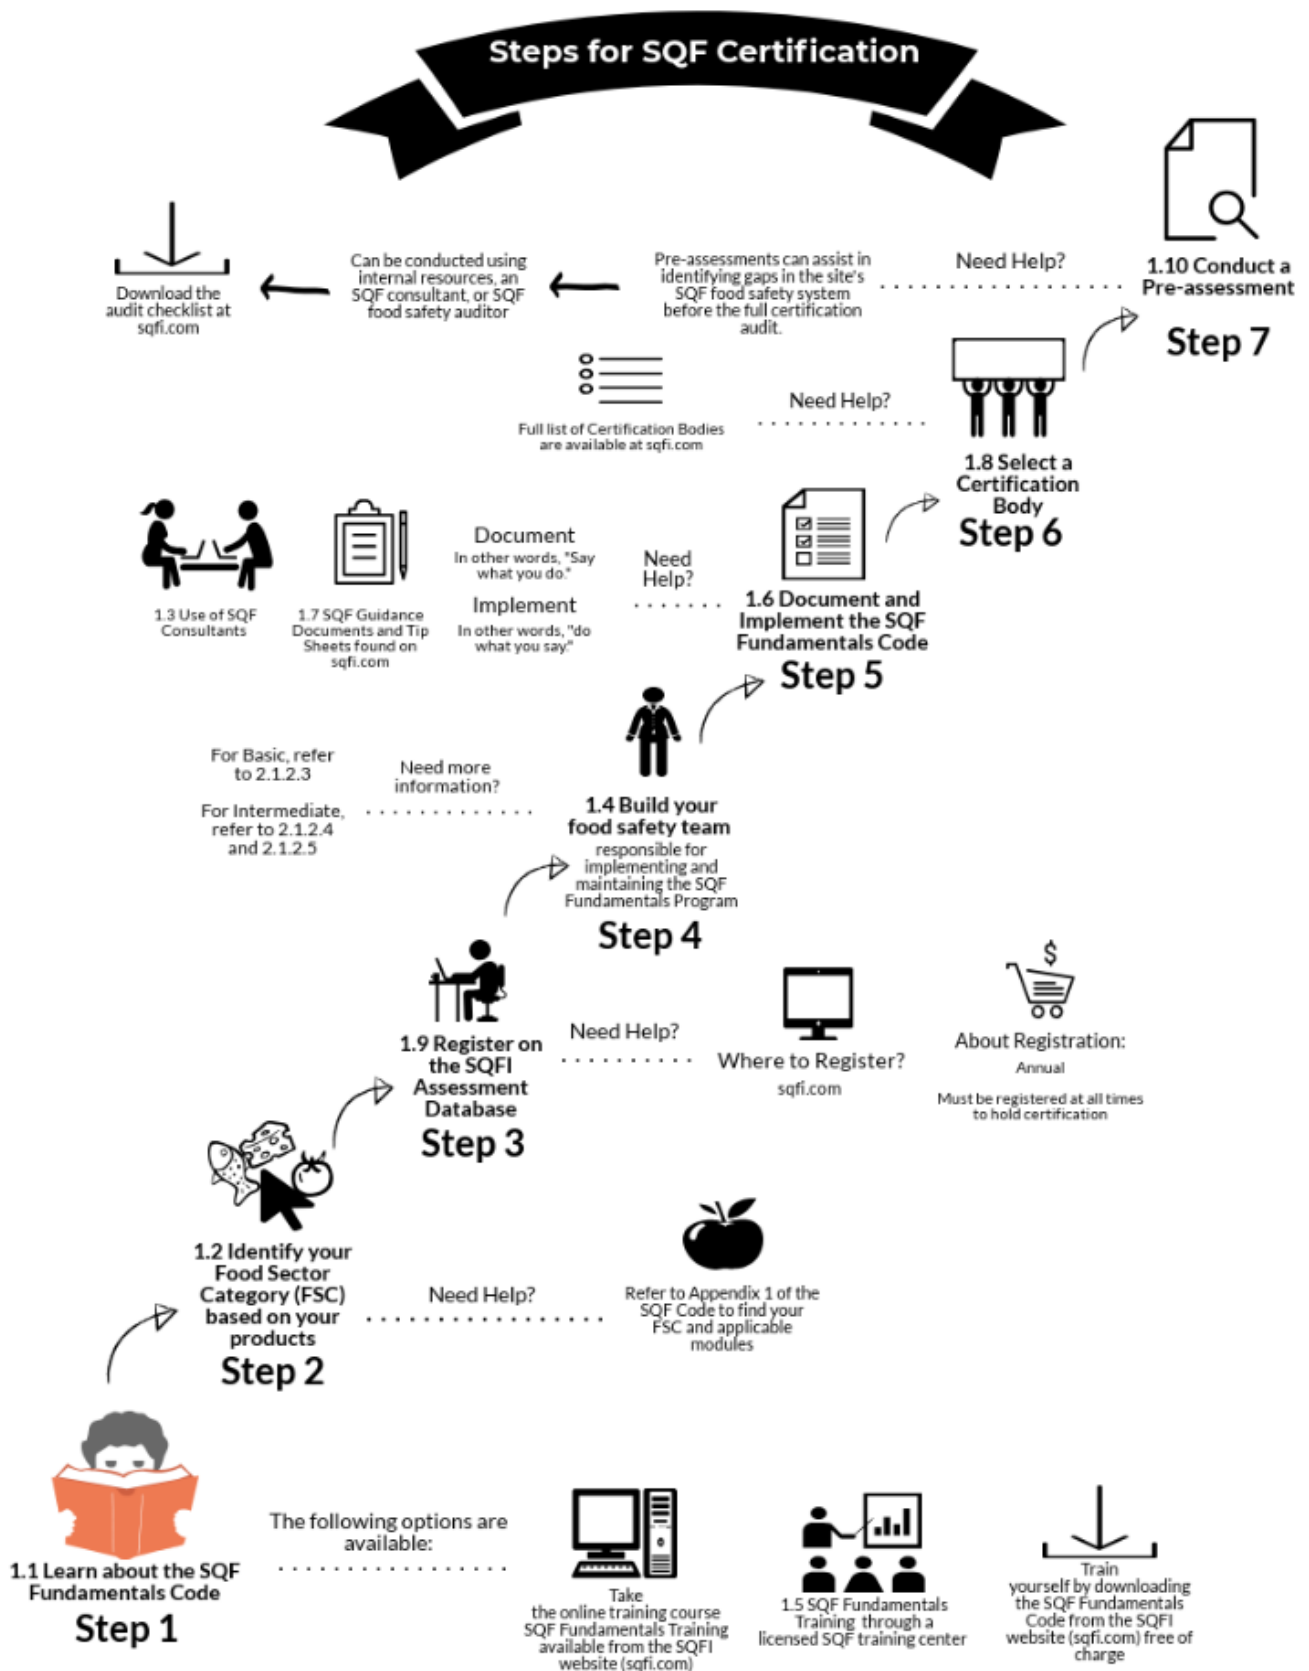 Steps for SQF Certification
1.10 Conduct a
Pre-assessment
Step 7
Need Help?
Pre-assessments can assist in
identifying gaps in the site's
SQF food safety system
before the full certification
audit.
Can be conducted using
internal resources, an
SQF consultant, or SQF
food safety auditor
Download the
audit checklist at
sqfi.com
1.8 Select a
Certification
Body
Step 6
Need Help?
Full list of Certification Bodies
are available at sqfi.com
1.6 Document and
Implement the SQF
Fundamentals Code
Step 5
Need
Help?
Document
In other words, "Say
what you do."
Implement
In other words, "do
what you say."
1.7 SQF Guidance
Documents and Tip
Sheets found on
sqfi.com
1.3 Use of SQF
Consultants
1.4 Build your
food safety team
responsible for
implementing and
maintaining the SQF
Fundamentals Program
Step 4
Need more
information?
For Basic, refer
to 2.1.2.3
For Intermediate,
refer to 2.1.2.4
and 2.1.2.5
1.9 Register on
the SQFI
Assessment
Database
Step 3
Need Help?
Where to Register?
sqfi.com
$
About Registration:
Annual
Must be registered at all times
to hold certification
1.2 Identify your
Food Sector
Category (FSC)
based on your
products
Step 2
Need Help?
Refer to Appendix 1 of the
SQF Code to find your
FSC and applicable
modules
1.1 Learn about the SQF
Fundamentals Code
Step 1
The following options are
available:
Take
the online training course
SQF Fundamentals Training
available from the SQFI
website (sqfi.com)
1.5 SQF Fundamentals
Training through a
licensed SQF training center
Train
yourself by downloading
the SQF Fundamentals
Code from the SQFI
website (sqfi.com) free of
charge